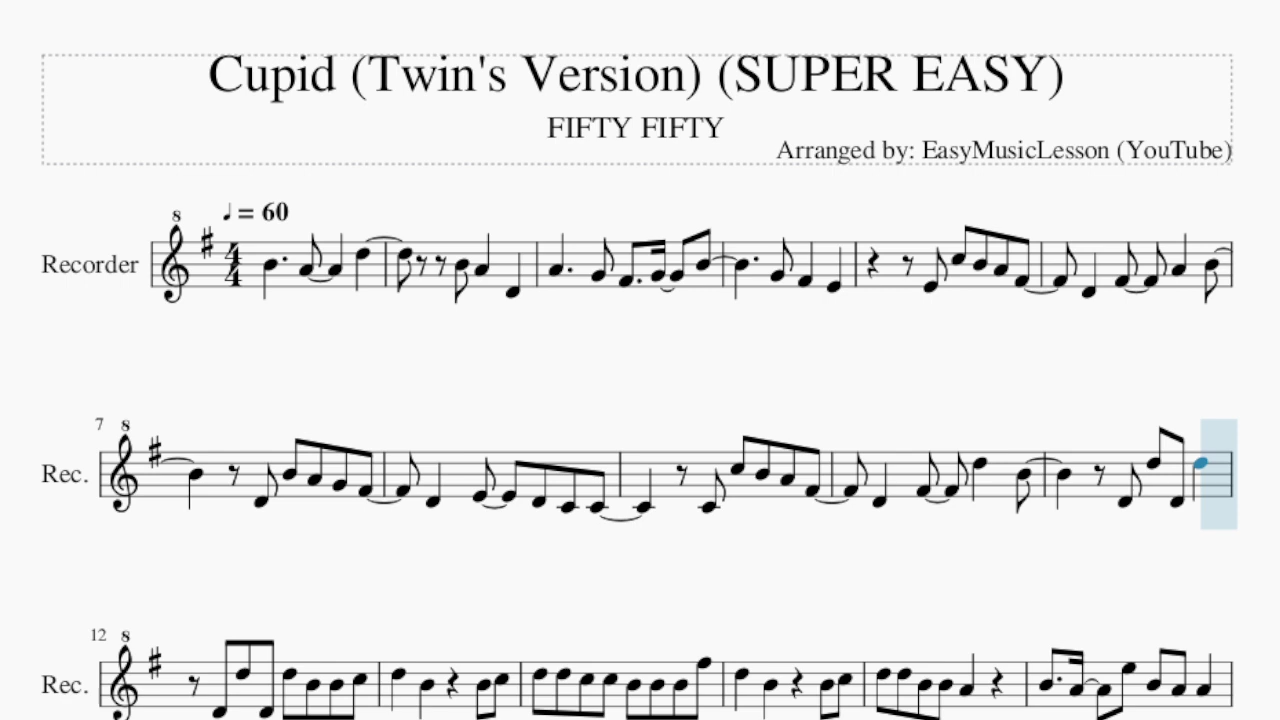 Cupid (Twin's Version) (SUPER EASY)
FIFTY FIFTY
Arranged by: EasyMusicLesson (YouTube)
♩ = 60
8
Recorder
4
4
7 8
Rec.
12 8
Rec.